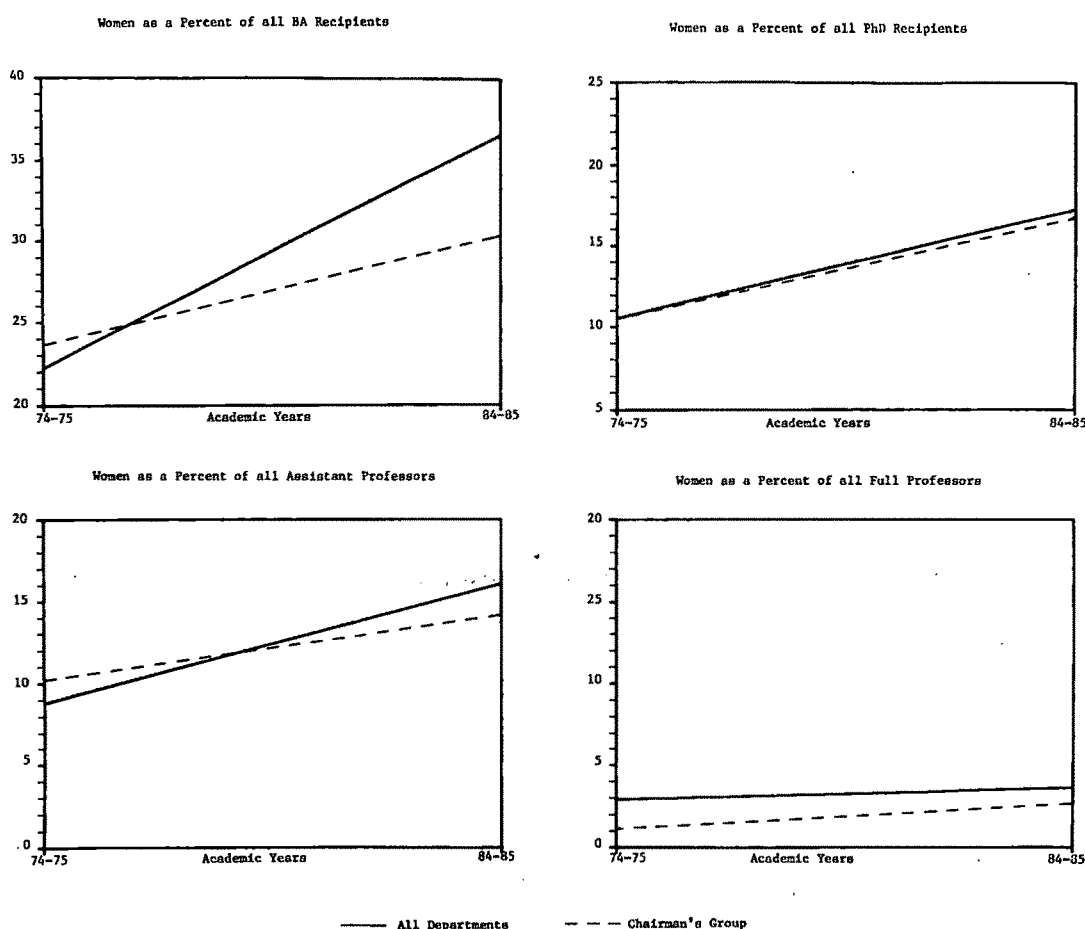 Women as a Percent of all BA Recipients
40
35
30
25
20
74-75
Academic Years
84-85
Women as a Percent of all PhD Recipients
25
20
15
10
5
74-75
Academic Years
84-85
Women as a Percent of all Assistant Professors
20
15
10
5
0
74-75
Academic Years
84-85
Women as a Percent of all Full Professors
20
25
10
5
0
74-75
Academic Years
84-85
All Departments
Chairman's Group